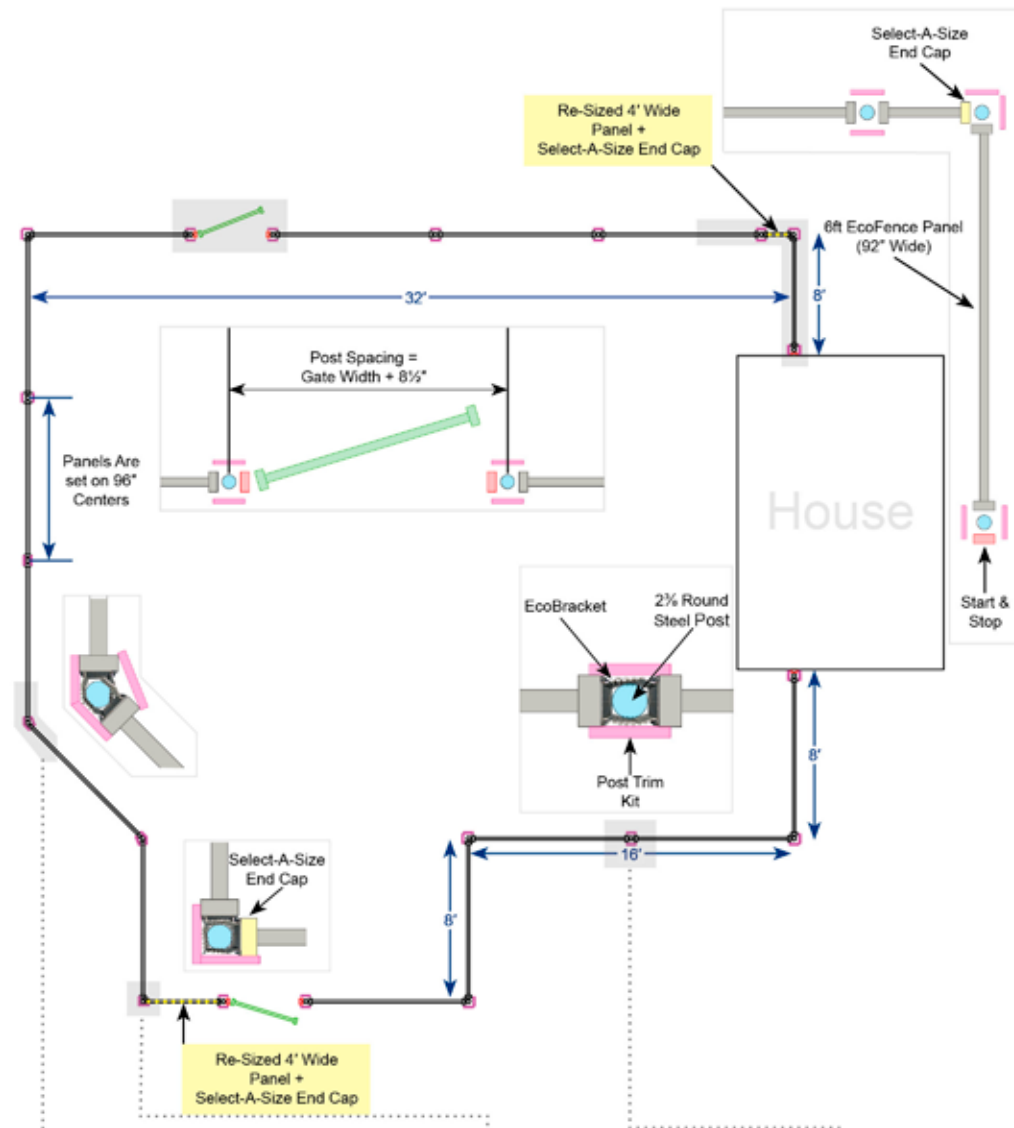 Select-A-Size
End Cap
Re-Sized 4' Wide
Panel +
Select-A-Size End Cap
6ft EcoFence Panel
(92" Wide)
32'
8'
Post Spacing =
Gate Width + 8½"
Panels Are
set on 96"
Centers
House
EcoBracket
2⅜ Round
Steel Post
Start &
Stop
Post Trim
Kit
8'
Select-A-Size
End Cap
16'
8'
Re-Sized 4' Wide
Panel +
Select-A-Size End Cap